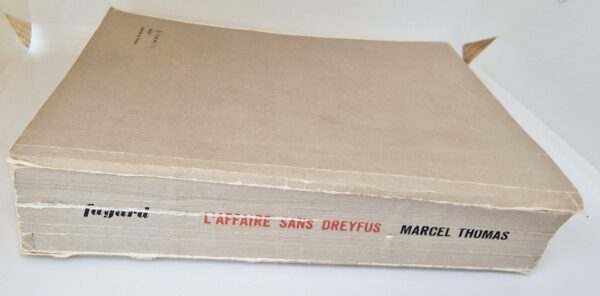 fayard
L'AFFAIRE SANS DREYFUS
MARCEL THOMAS